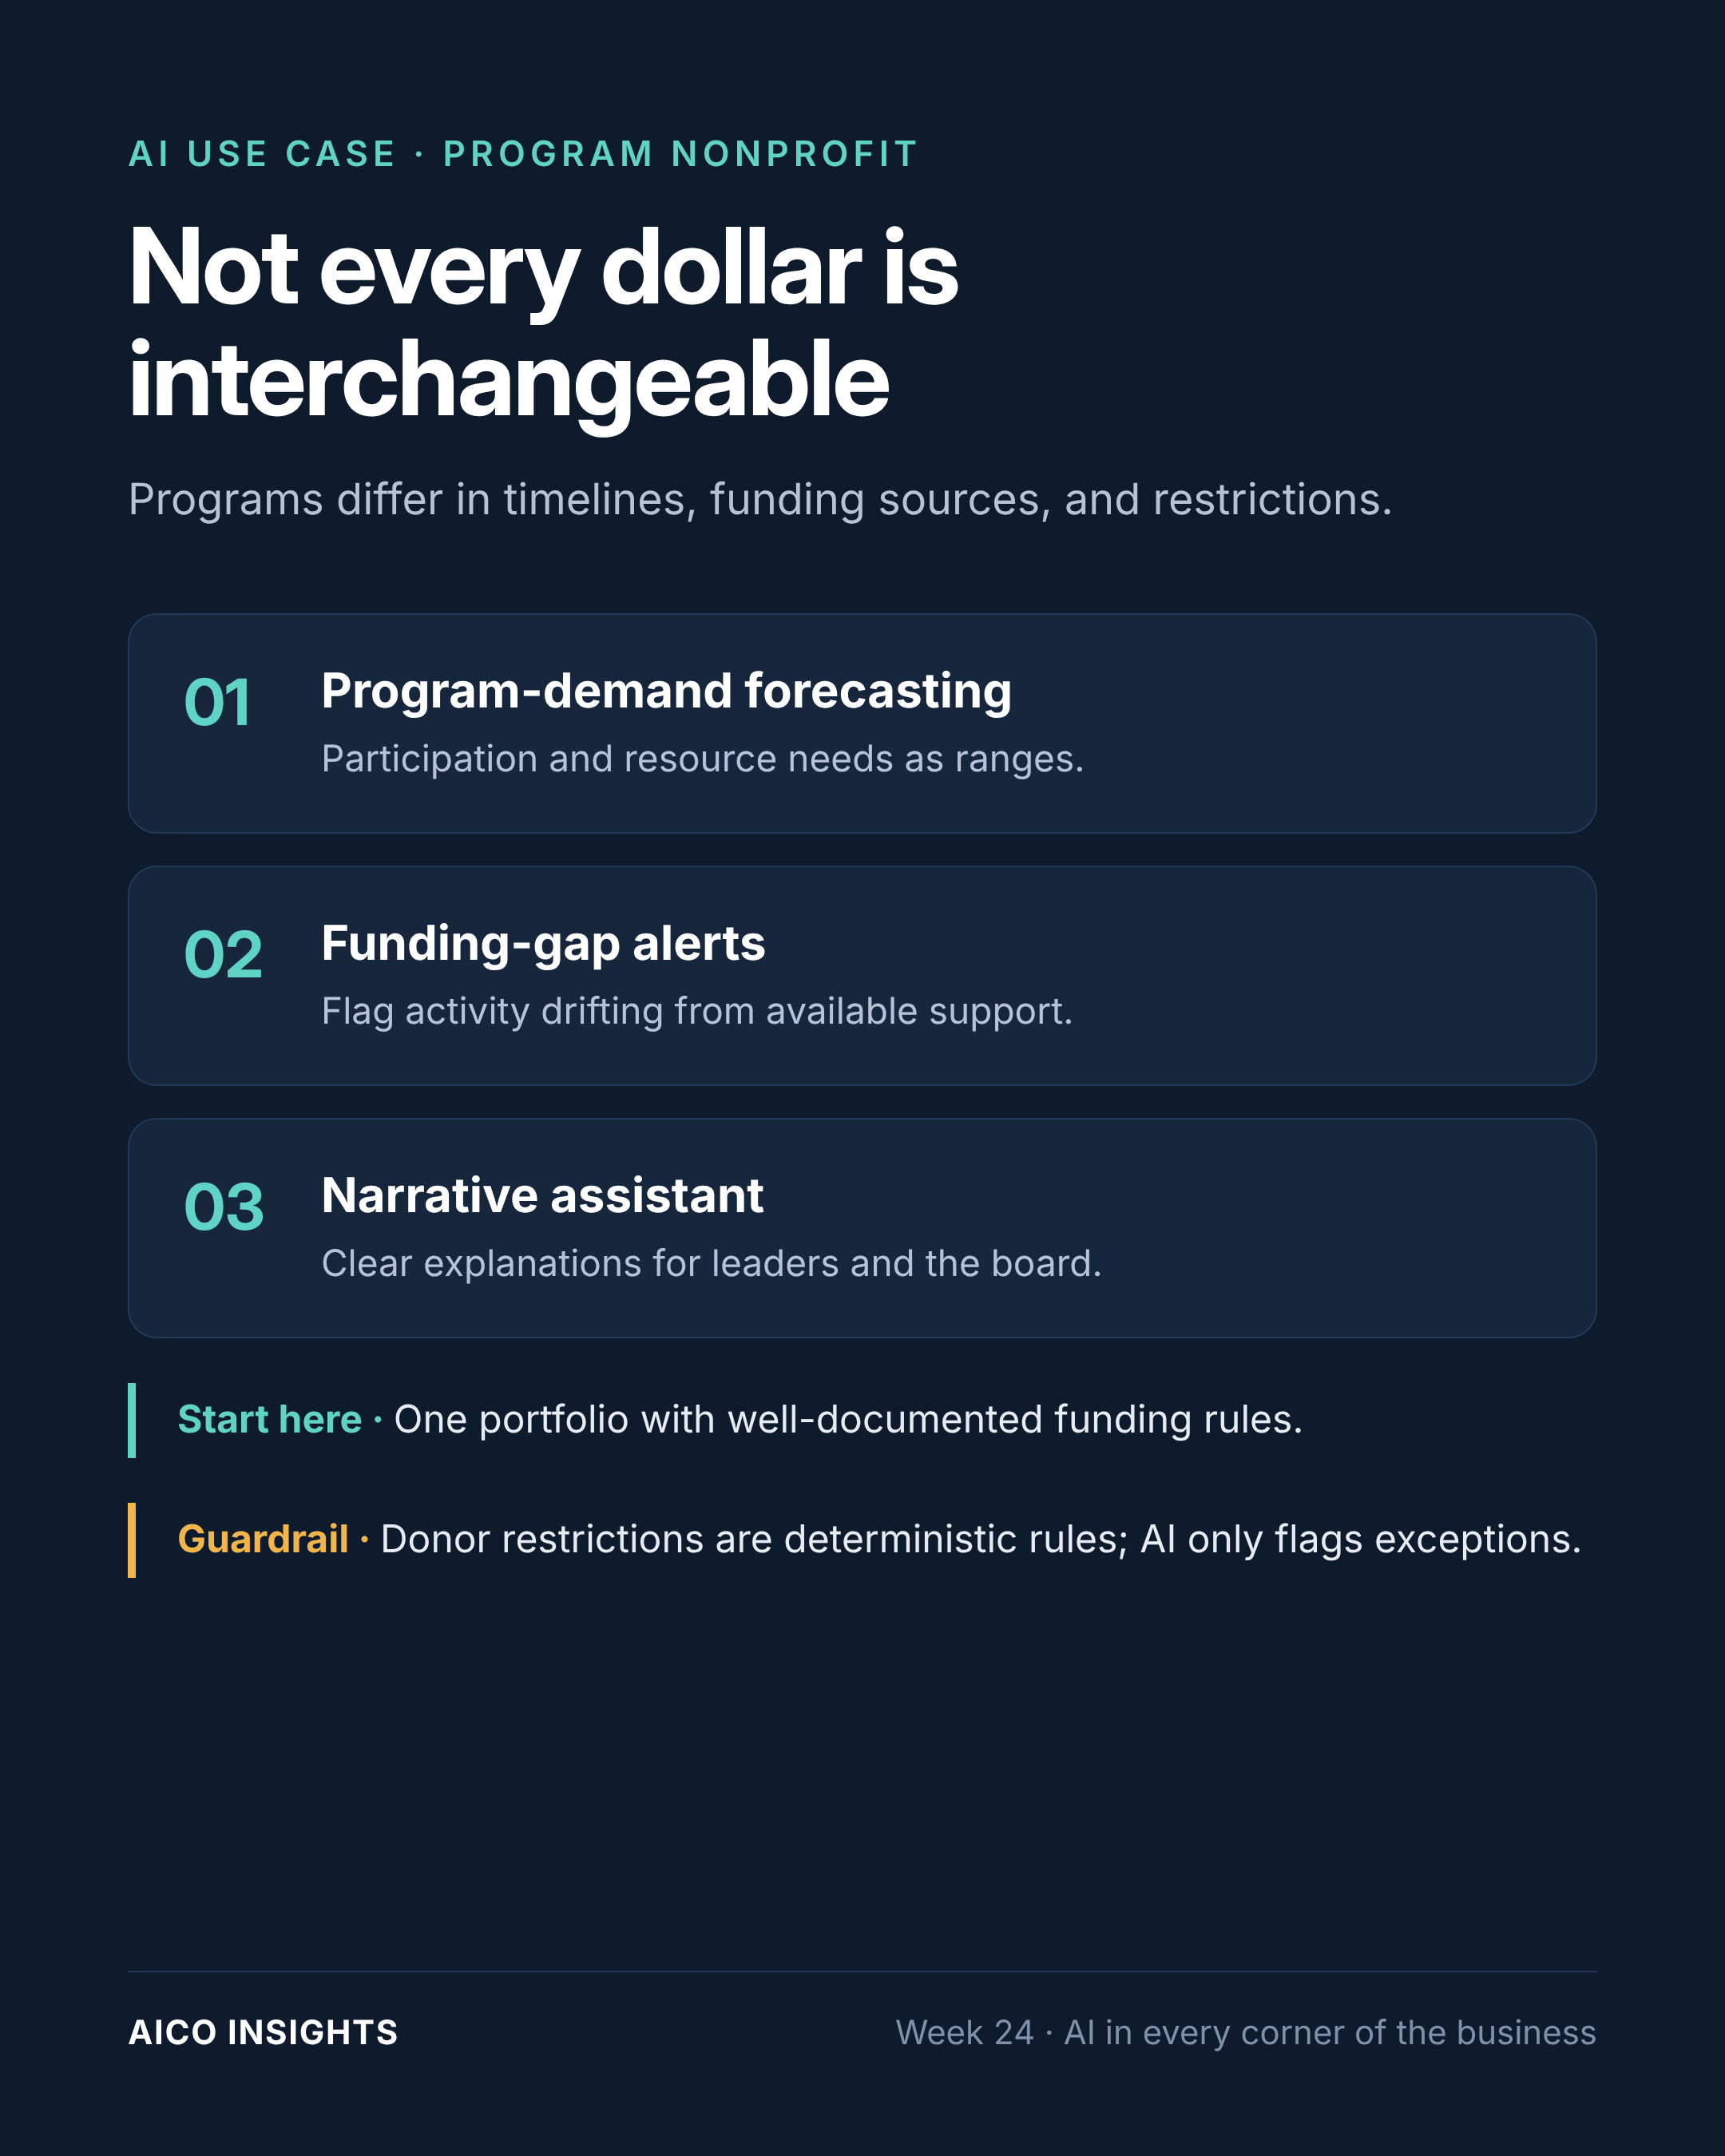 AI USE CASE · PROGRAM NONPROFIT
Not every dollar is
interchangeable
Programs differ in timelines, funding sources, and restrictions.
01
Program-demand forecasting
Participation and resource needs as ranges.
02
Funding-gap alerts
Flag activity drifting from available support.
03
Narrative assistant
Clear explanations for leaders and the board.
Start here · One portfolio with well-documented funding rules.
Guardrail · Donor restrictions are deterministic rules; AI only flags exceptions.
AICO INSIGHTS
Week 24 · AI in every corner of the business